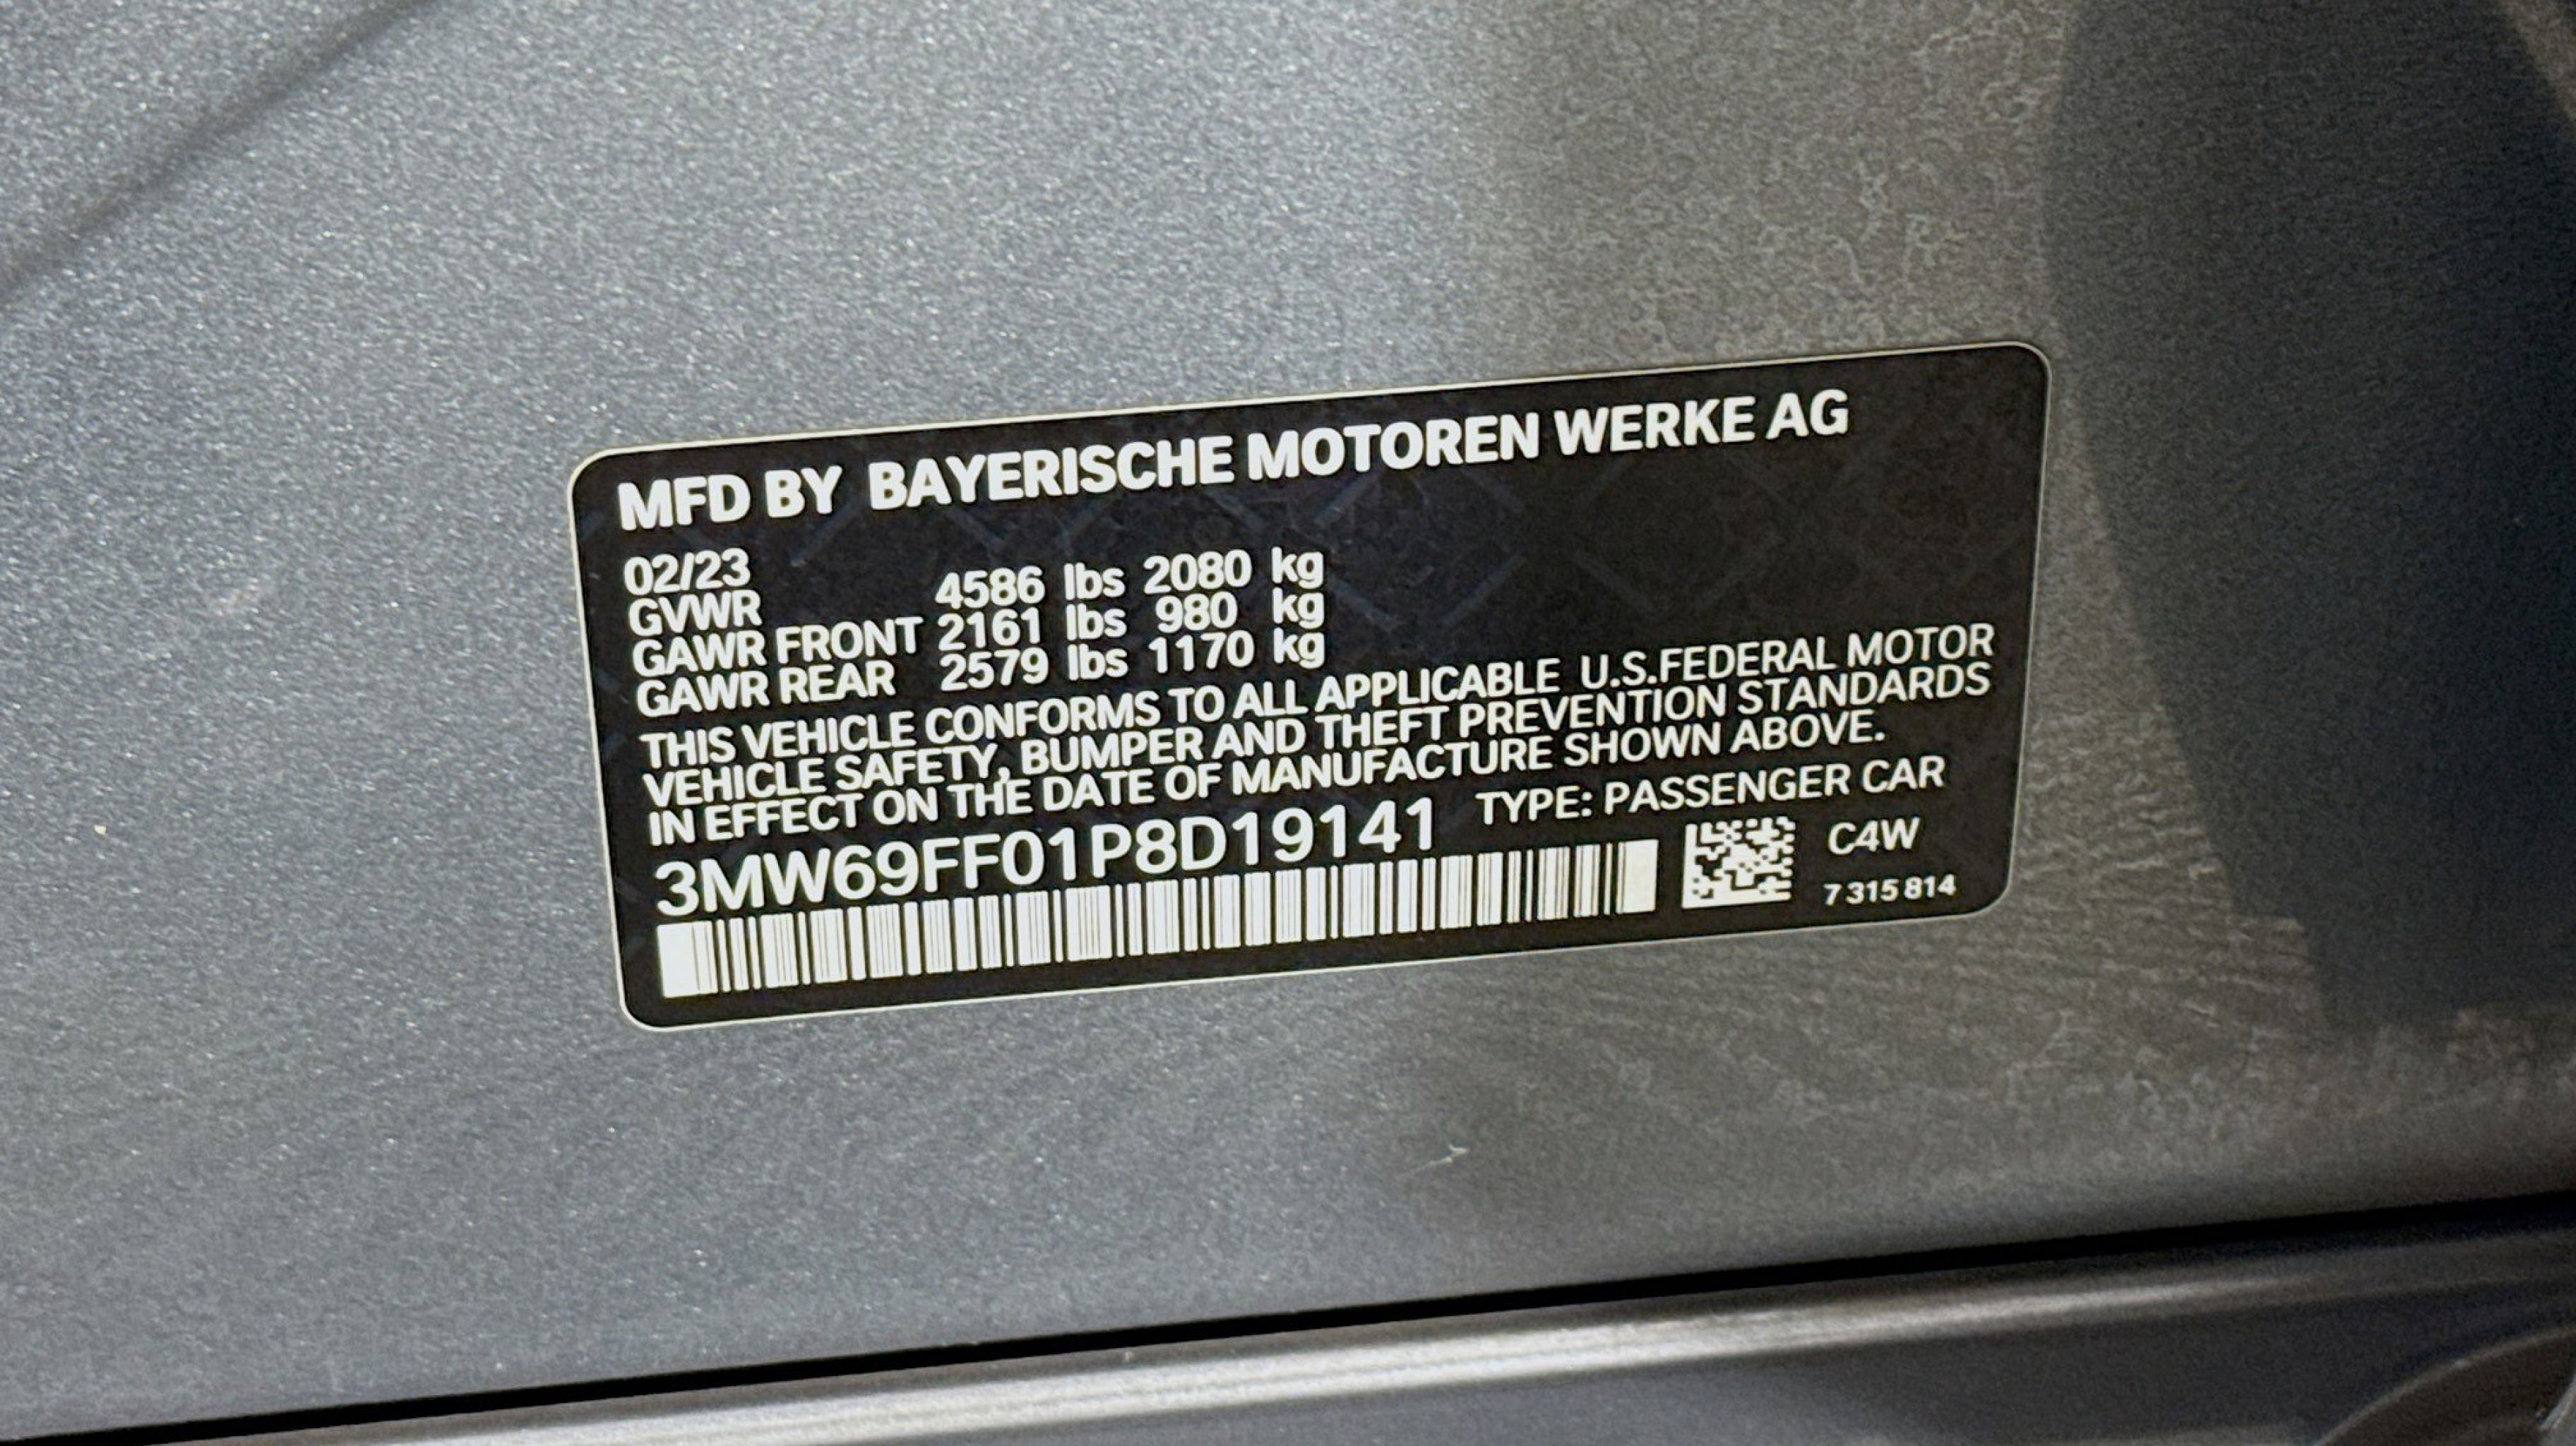 MFD BY BAYERISCHE MOTOREN WERKE AG
02/23
GVWR 4586 lbs 2080 kg
GAWR FRONT 2161 lbs 980 kg
GAWR REAR 2579 lbs 1170 kg
THIS VEHICLE CONFORMS TO ALL APPLICABLE U.S.FEDERAL MOTOR
VEHICLE SAFETY, BUMPER AND THEFT PREVENTION STANDARDS
IN EFFECT ON THE DATE OF MANUFACTURE SHOWN ABOVE.
3MW69FF01P8D19141 TYPE: PASSENGER CAR
C4W
7 315 814